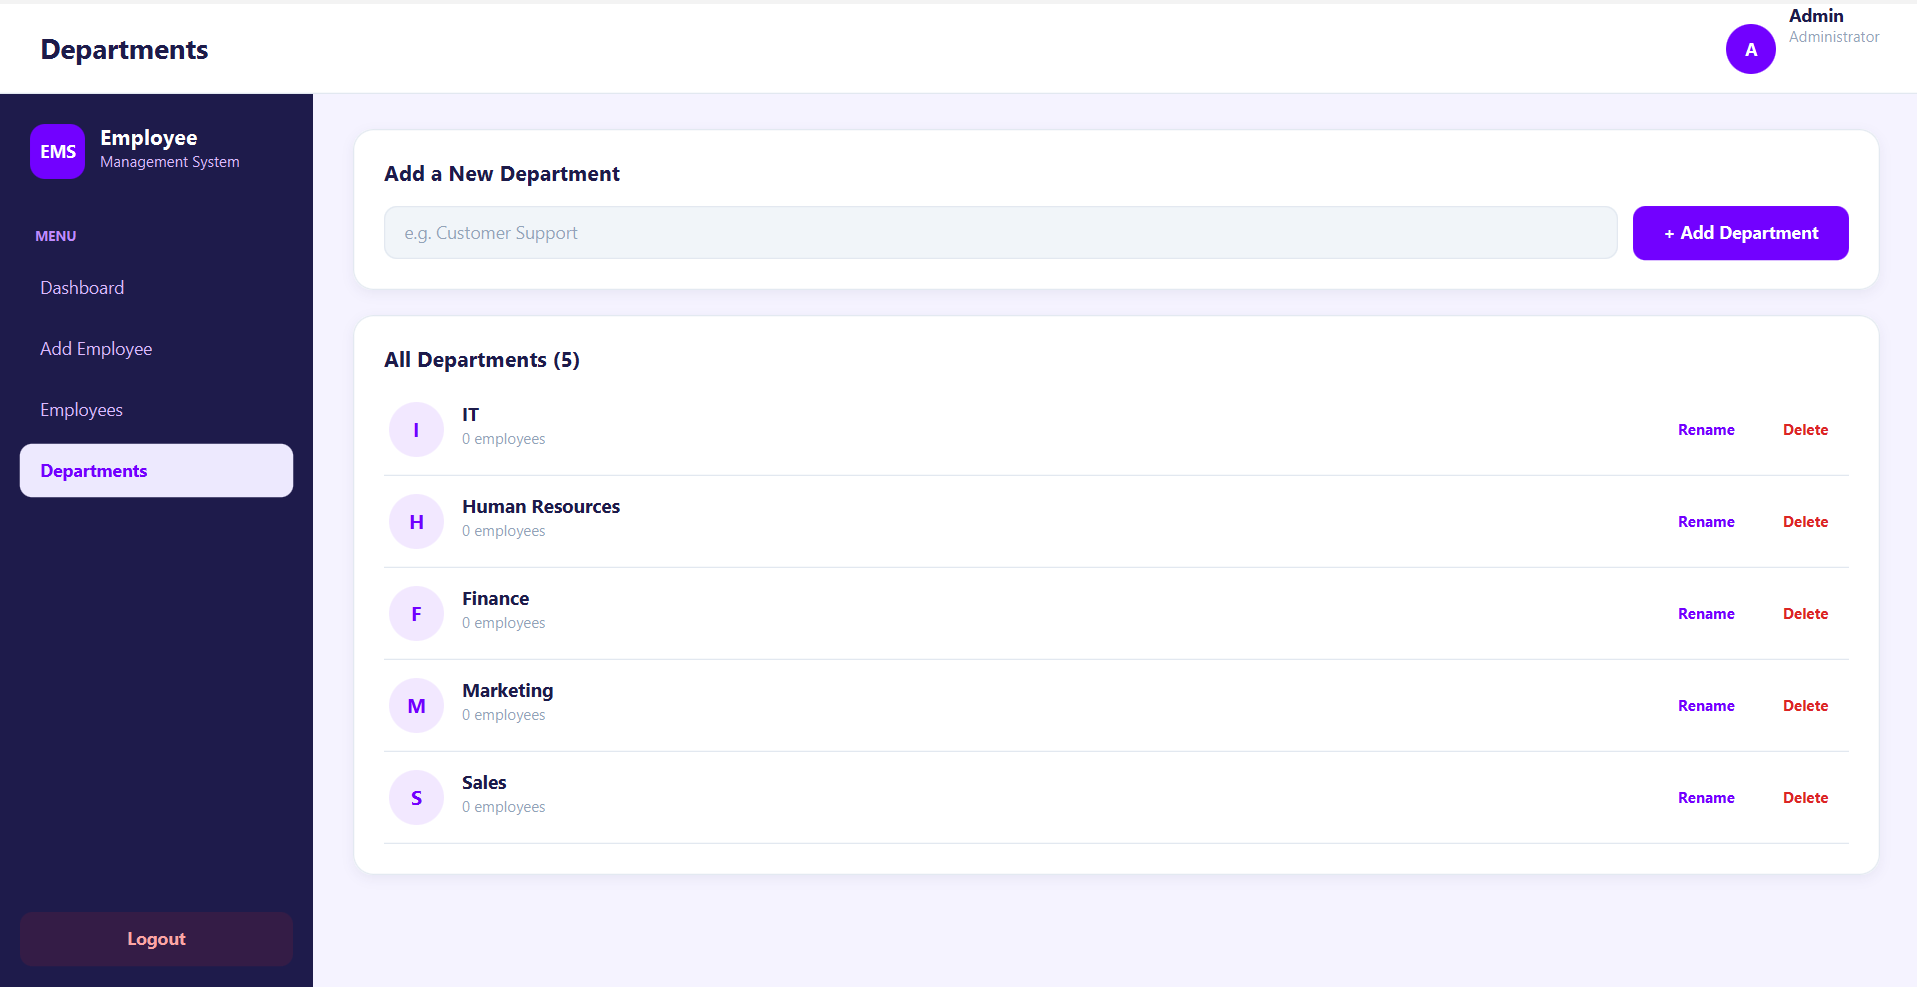 Departments
A
Admin
Administrator
EMS
Employee
Management System
MENU
Dashboard
Add Employee
Employees
Departments
Logout
Add a New Department
e.g. Customer Support
+ Add Department
All Departments (5)
I
IT
0 employees
Rename
Delete
H
Human Resources
0 employees
Rename
Delete
F
Finance
0 employees
Rename
Delete
M
Marketing
0 employees
Rename
Delete
S
Sales
0 employees
Rename
Delete